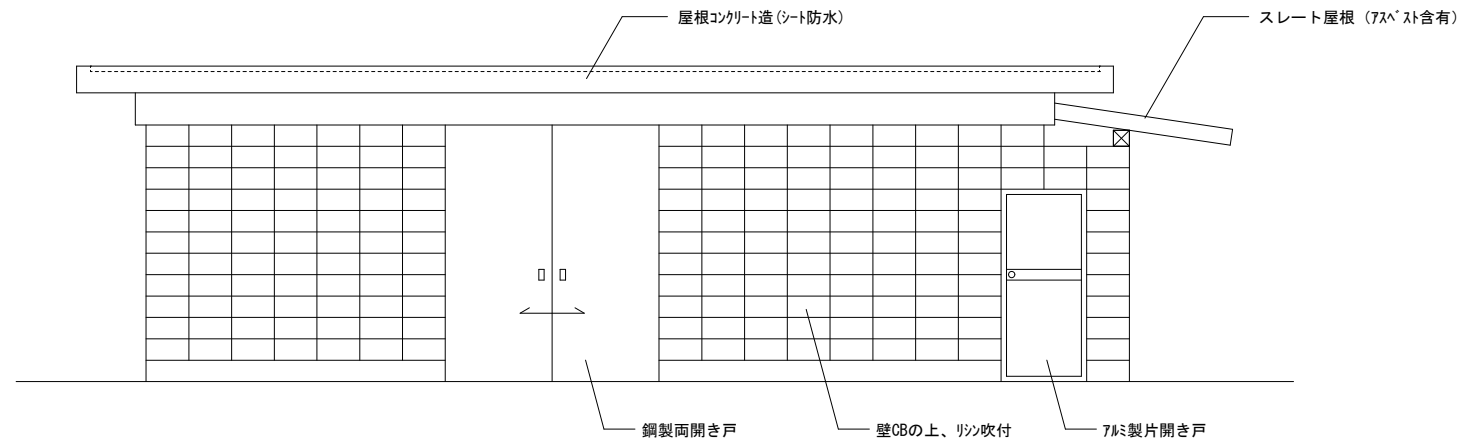 屋根ｺﾝｸﾘｰﾄ造(ｼｰﾄ防水)
スレート屋根（ｱｽﾍﾞｽﾄ含有）
鋼製両開き戸
壁CBの上、ﾘｼﾝ吹付
ｱﾙﾐ製片開き戸